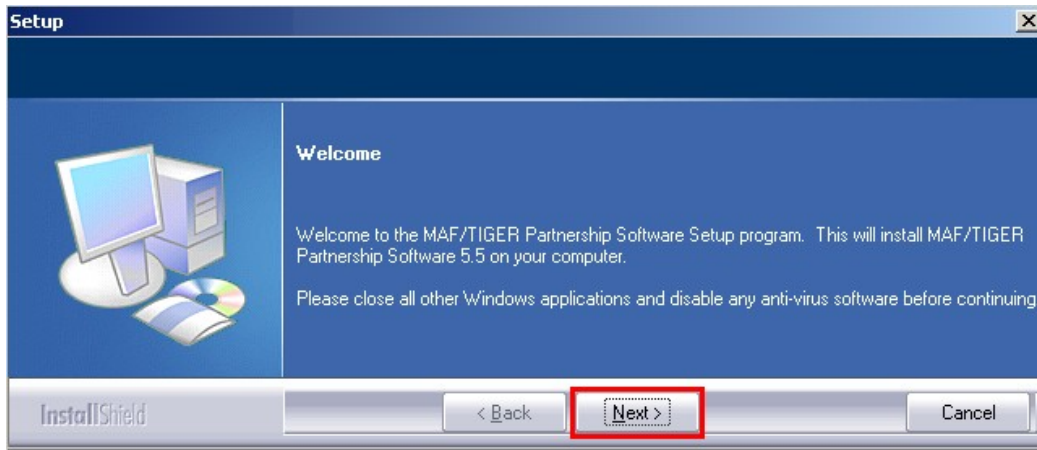 Setup
Welcome
Welcome to the MAF/TIGER Partnership Software Setup program.  This will install MAF/TIGER
Partnership Software 5.5 on your computer.
Please close all other Windows applications and disable any anti-virus software before continuing
InstallShield
< Back
Next >
Cancel